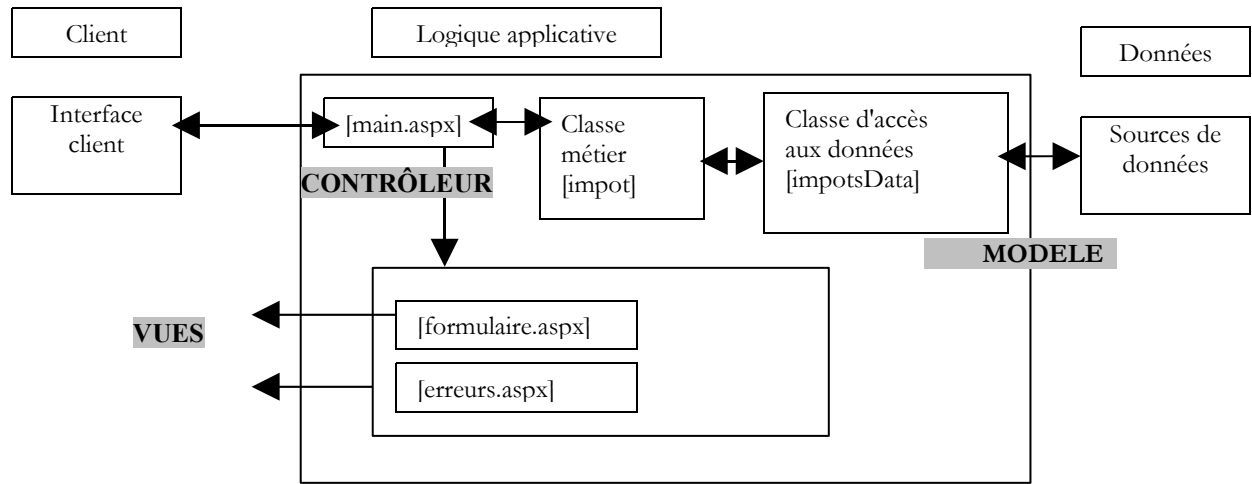 Client
Logique applicative
Données
Interface
client
[main.aspx]
CONTRÔLEUR
Classe
métier
[impot]
Classe d'accès
aux données
[impotsData]
Sources de
données
MODELE
VUES
[formulaire.aspx]
[erreurs.aspx]